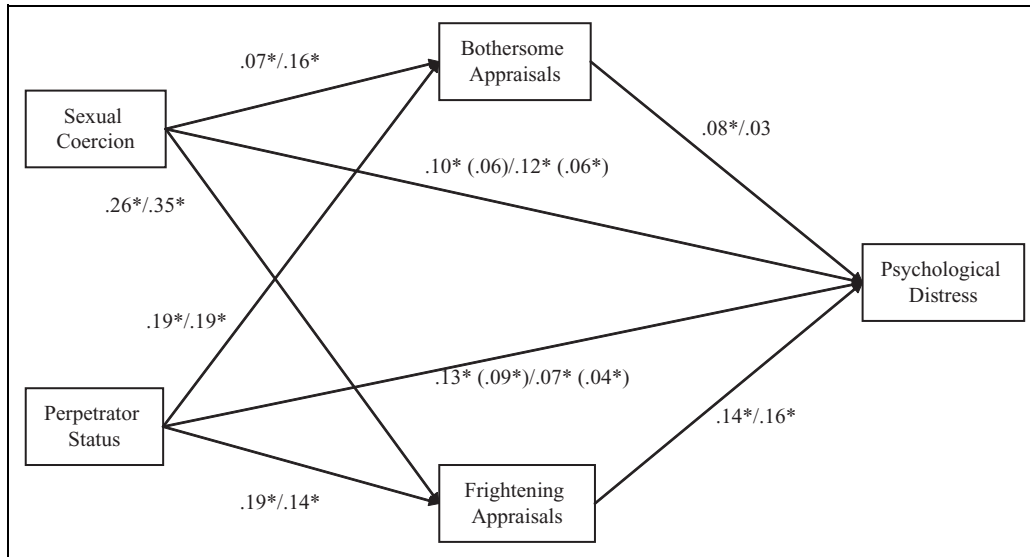 Bothersome
Appraisals
.07*/.16*
Sexual
Coercion
.08*/.03
.10* (.06)/.12* (.06*)
.26*/.35*
Psychological
Distress
.19*/.19*
.13* (.09*)/.07* (.04*)
Perpetrator
Status
.14*/.16*
.19*/.14*
Frightening
Appraisals